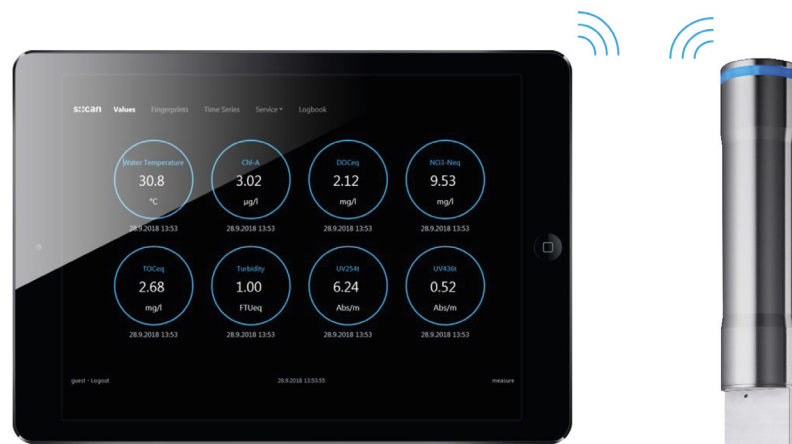 s::can Values Fingerprints Time Series Service Logbook
Water Temperature Chl-A DOCeq NO3-Neq
30.8 3.02 2.12 9.53
°C µg/l mg/l mg/l
28.9.2018 13:53 28.9.2018 13:53 28.9.2018 13:53 28.9.2018 13:53
TOCeq Turbidity UV254t UV436t
2.68 1.00 6.24 0.52
mg/l FTUeq Abs/m Abs/m
28.9.2018 13:53 28.9.2018 13:53 28.9.2018 13:53 28.9.2018 13:53
guest - Logout 28.9.2018 13:53:55 measure